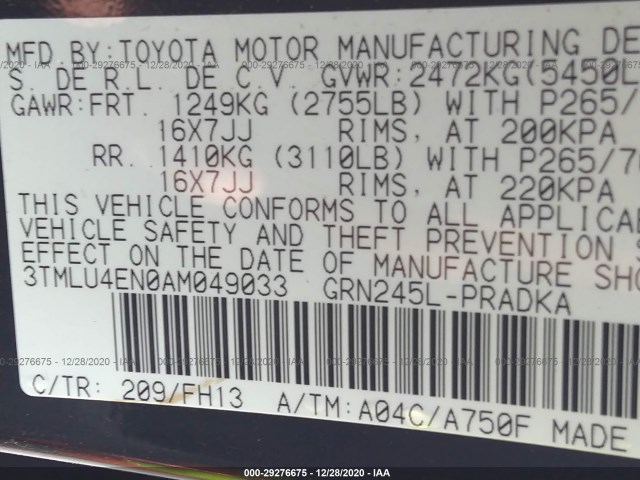 MFD BY:TOYOTA MOTOR MANUFACTURING DE
S. DE R.L. DE C.V. GVWR:2472KG(5450L
GAWR:FRT. 1249KG (2755LB) WITH P265/
16X7JJ RIMS, AT 200KPA
RR. 1410KG (3110LB) WITH P265/7
16X7JJ RIMS, AT 220KPA
THIS VEHICLE CONFORMS TO ALL APPLICA
VEHICLE SAFETY AND THEFT PREVENTION S
EFFECT ON THE DATE OF MANUFACTURE SHO
3TMLU4EN0AM049033 GRN245L-PRADKA
C/TR: 209/FH13 A/TM:A04C/A750F MADE
000-29276675 | 12/28/2020 - IAA